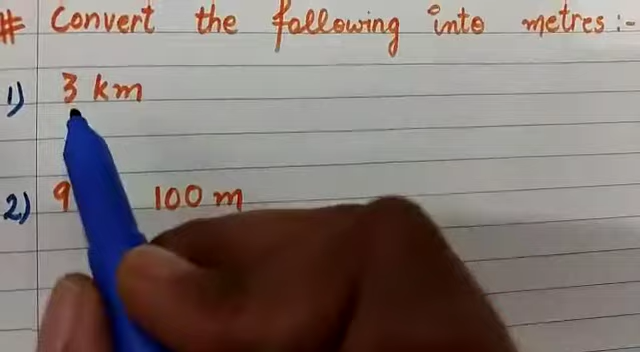 # Convert the following into metres:-
1) 3 km
2) 9 100 m